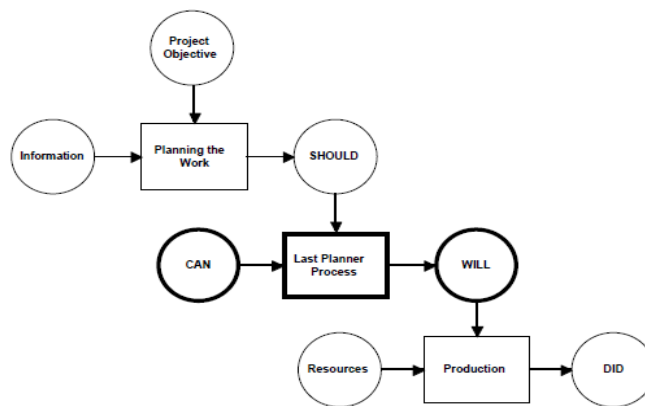 Project
Objective
Information
Planning the
Work
SHOULD
CAN
Last Planner
Process
WILL
Resources
Production
DID